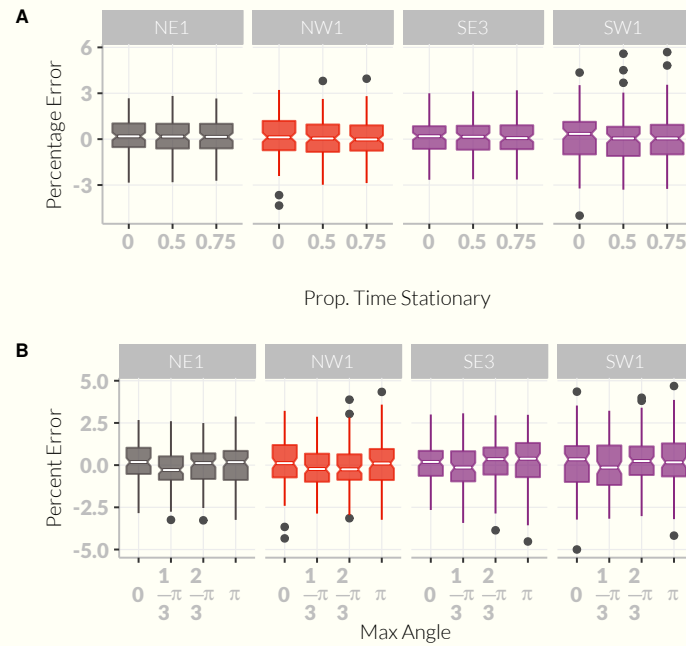 A
NE1 NW1 SE3 SW1
Percentage Error
6
3
0
-3
0 0.5 0.75 0 0.5 0.75 0 0.5 0.75 0 0.5 0.75
Prop. Time Stationary
B
NE1 NW1 SE3 SW1
Percent Error
5.0
2.5
0.0
-2.5
-5.0
0 1/3 π 2/3 π π 0 1/3 π 2/3 π π 0 1/3 π 2/3 π π 0 1/3 π 2/3 π π
Max Angle